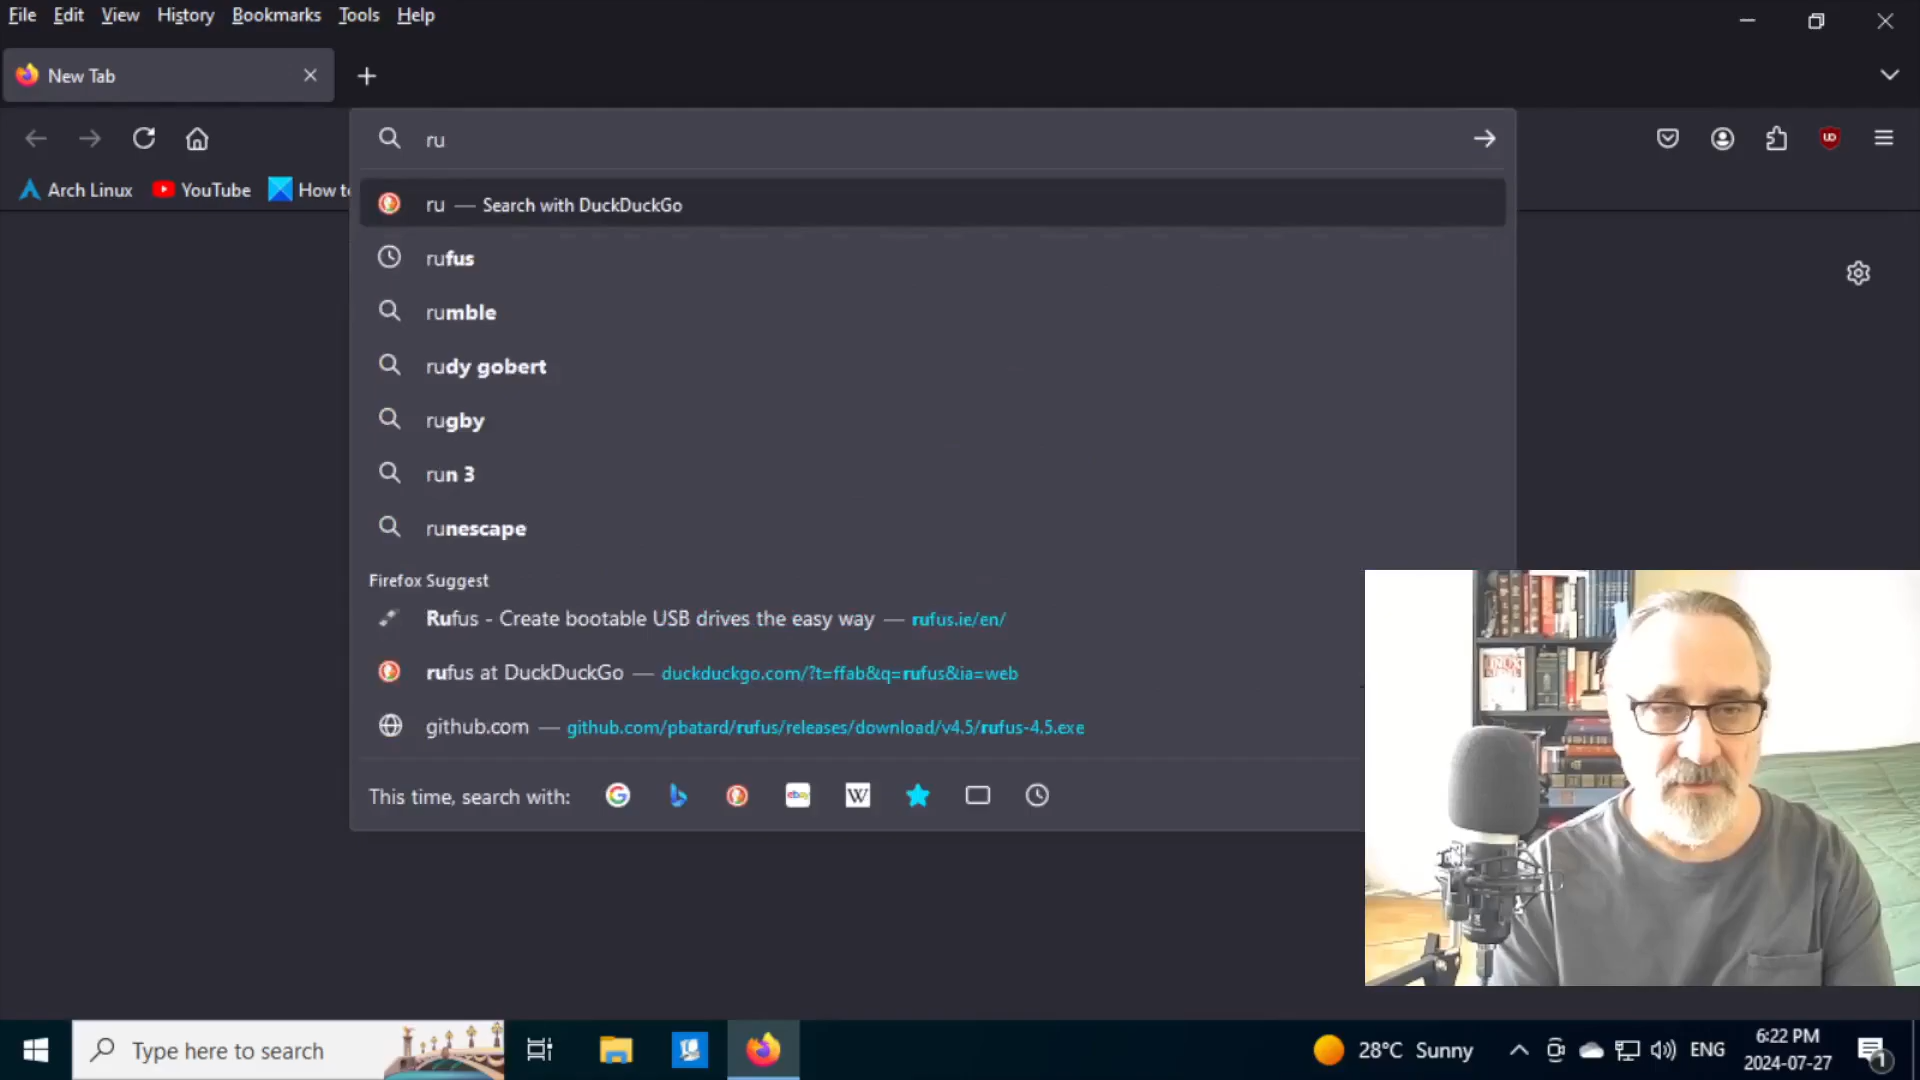 File Edit View History Bookmarks Tools Help
New Tab
ru
Arch Linux YouTube How to
ru — Search with DuckDuckGo
rufus
rumble
rudy gobert
rugby
run 3
runescape
Firefox Suggest
Rufus - Create bootable USB drives the easy way — rufus.ie/en/
rufus at DuckDuckGo — duckduckgo.com/?t=ffab&q=rufus&ia=web
github.com — github.com/pbatard/rufus/releases/download/v4.5/rufus-4.5.exe
This time, search with:
Type here to search
28°C Sunny
ENG
6:22 PM
2024-07-27
1